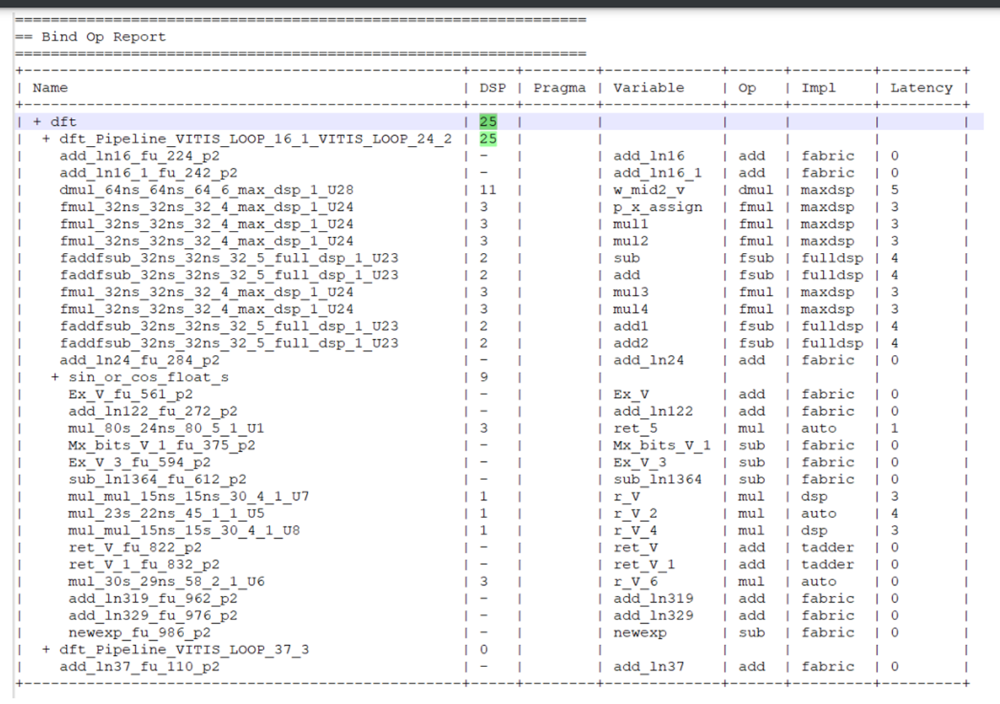 ================================================================
== Bind Op Report
================================================================
+--------------------------------------------------+-----+--------+-------------+------+---------+---------+
| Name | DSP | Pragma | Variable | Op | Impl | Latency |
+--------------------------------------------------+-----+--------+-------------+------+---------+---------+
| + dft | 25 | | | | | |
| + dft_Pipeline_VITIS_LOOP_16_1_VITIS_LOOP_24_2 | 25 | | | | | |
| add_ln16_fu_224_p2 | - | | add_ln16 | add | fabric | 0 |
| add_ln16_1_fu_242_p2 | - | | add_ln16_1 | add | fabric | 0 |
| dmul_64ns_64ns_64_6_max_dsp_1_U28 | 11 | | w_mid2_v | dmul | maxdsp | 5 |
| fmul_32ns_32ns_32_4_max_dsp_1_U24 | 3 | | p_x_assign | fmul | maxdsp | 3 |
| fmul_32ns_32ns_32_4_max_dsp_1_U24 | 3 | | mul1 | fmul | maxdsp | 3 |
| fmul_32ns_32ns_32_4_max_dsp_1_U24 | 3 | | mul2 | fmul | maxdsp | 3 |
| faddfsub_32ns_32ns_32_5_full_dsp_1_U23 | 2 | | sub | fsub | fulldsp | 4 |
| faddfsub_32ns_32ns_32_5_full_dsp_1_U23 | 2 | | add | fsub | fulldsp | 4 |
| fmul_32ns_32ns_32_4_max_dsp_1_U24 | 3 | | mul3 | fmul | maxdsp | 3 |
| fmul_32ns_32ns_32_4_max_dsp_1_U24 | 3 | | mul4 | fmul | maxdsp | 3 |
| faddfsub_32ns_32ns_32_5_full_dsp_1_U23 | 2 | | add1 | fsub | fulldsp | 4 |
| faddfsub_32ns_32ns_32_5_full_dsp_1_U23 | 2 | | add2 | fsub | fulldsp | 4 |
| add_ln24_fu_284_p2 | - | | add_ln24 | add | fabric | 0 |
| + sin_or_cos_float_s | 9 | | | | | |
| Ex_V_fu_561_p2 | - | | Ex_V | add | fabric | 0 |
| add_ln122_fu_272_p2 | - | | add_ln122 | add | fabric | 0 |
| mul_80s_24ns_80_5_1_U1 | 3 | | ret_5 | mul | auto | 1 |
| Mx_bits_V_1_fu_375_p2 | - | | Mx_bits_V_1 | sub | fabric | 0 |
| Ex_V_3_fu_594_p2 | - | | Ex_V_3 | sub | fabric | 0 |
| sub_ln1364_fu_612_p2 | - | | sub_ln1364 | sub | fabric | 0 |
| mul_mul_15ns_15ns_30_4_1_U7 | 1 | | r_V | mul | dsp | 3 |
| mul_23s_22ns_45_1_1_U5 | 1 | | r_V_2 | mul | auto | 4 |
| mul_mul_15ns_15s_30_4_1_U8 | 1 | | r_V_4 | mul | dsp | 3 |
| ret_V_fu_822_p2 | - | | ret_V | add | tadder | 0 |
| ret_V_1_fu_832_p2 | - | | ret_V_1 | add | tadder | 0 |
| mul_30s_29ns_58_2_1_U6 | 3 | | r_V_6 | mul | auto | 0 |
| add_ln319_fu_962_p2 | - | | add_ln319 | add | fabric | 0 |
| add_ln329_fu_976_p2 | - | | add_ln329 | add | fabric | 0 |
| newexp_fu_986_p2 | - | | newexp | sub | fabric | 0 |
| + dft_Pipeline_VITIS_LOOP_37_3 | 0 | | | | | |
| add_ln37_fu_110_p2 | - | | add_ln37 | add | fabric | 0 |
+--------------------------------------------------+-----+--------+-------------+------+---------+---------+